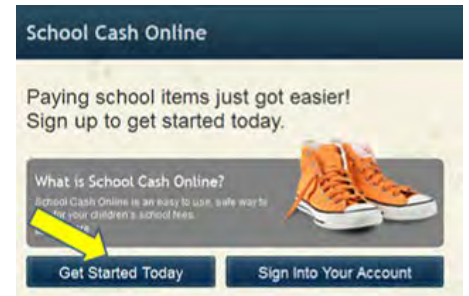 School Cash Online
Paying school items just got easier!
Sign up to get started today.
What is School Cash Online?
School Cash Online is an easy to use, safe way to
for your children's school fees.
Get Started Today
Sign Into Your Account